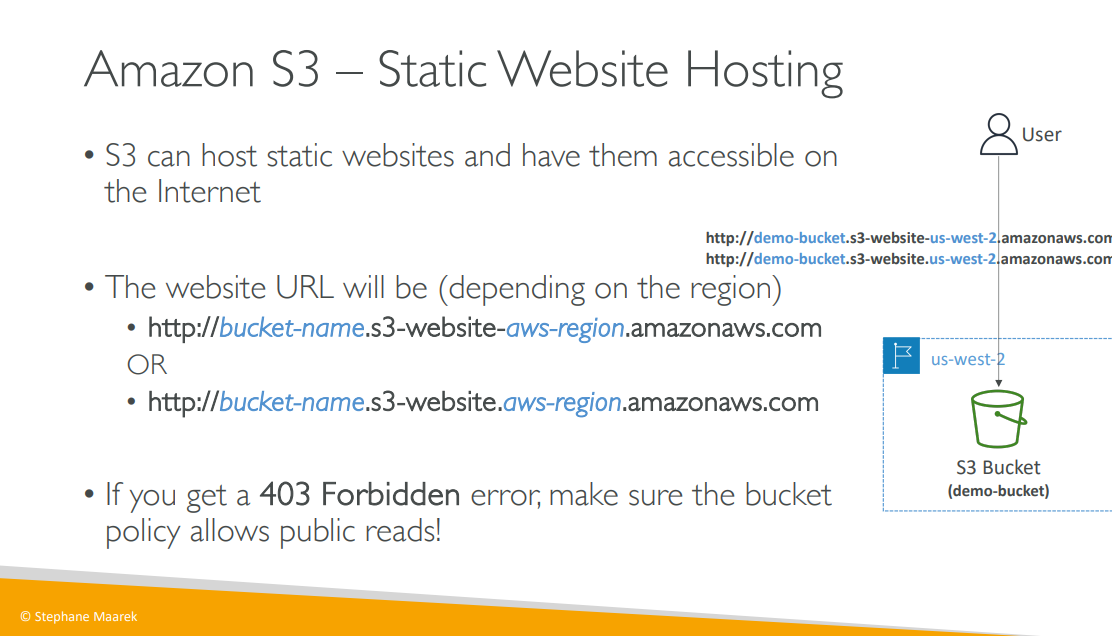 Amazon S3 – Static Website Hosting
• S3 can host static websites and have them accessible on
the Internet
• The website URL will be (depending on the region)
• http://bucket-name.s3-website-aws-region.amazonaws.com
OR
• http://bucket-name.s3-website.aws-region.amazonaws.com
• If you get a 403 Forbidden error, make sure the bucket
policy allows public reads!
User
http://demo-bucket.s3-website-us-west-2.amazonaws.com
http://demo-bucket.s3-website.us-west-2.amazonaws.com
us-west-2
S3 Bucket
(demo-bucket)
© Stephane Maarek